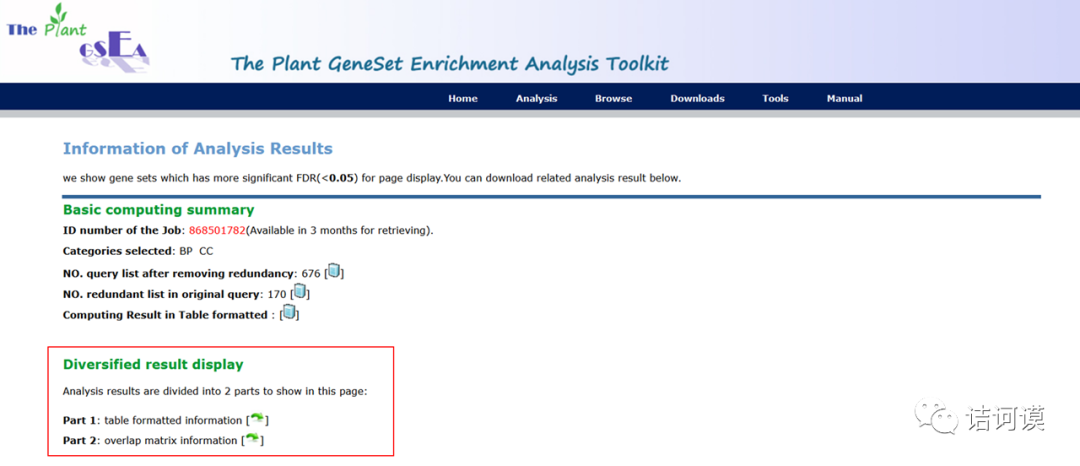 The Plant
GSEA
The Plant GeneSet Enrichment Analysis Toolkit
Home Analysis Browse Downloads Tools Manual
Information of Analysis Results
we show gene sets which has more significant FDR(<0.05) for page display.You can download related analysis result below.
Basic computing summary
ID number of the Job: 868501782(Available in 3 months for retrieving).
Categories selected: BP CC
NO. query list after removing redundancy: 676 [ ]
NO. redundant list in original query: 170 [ ]
Computing Result in Table formatted : [ ]
Diversified result display
Analysis results are divided into 2 parts to show in this page:
Part 1: table formatted information [ ]
Part 2: overlap matrix information [ ]
诘诃谟